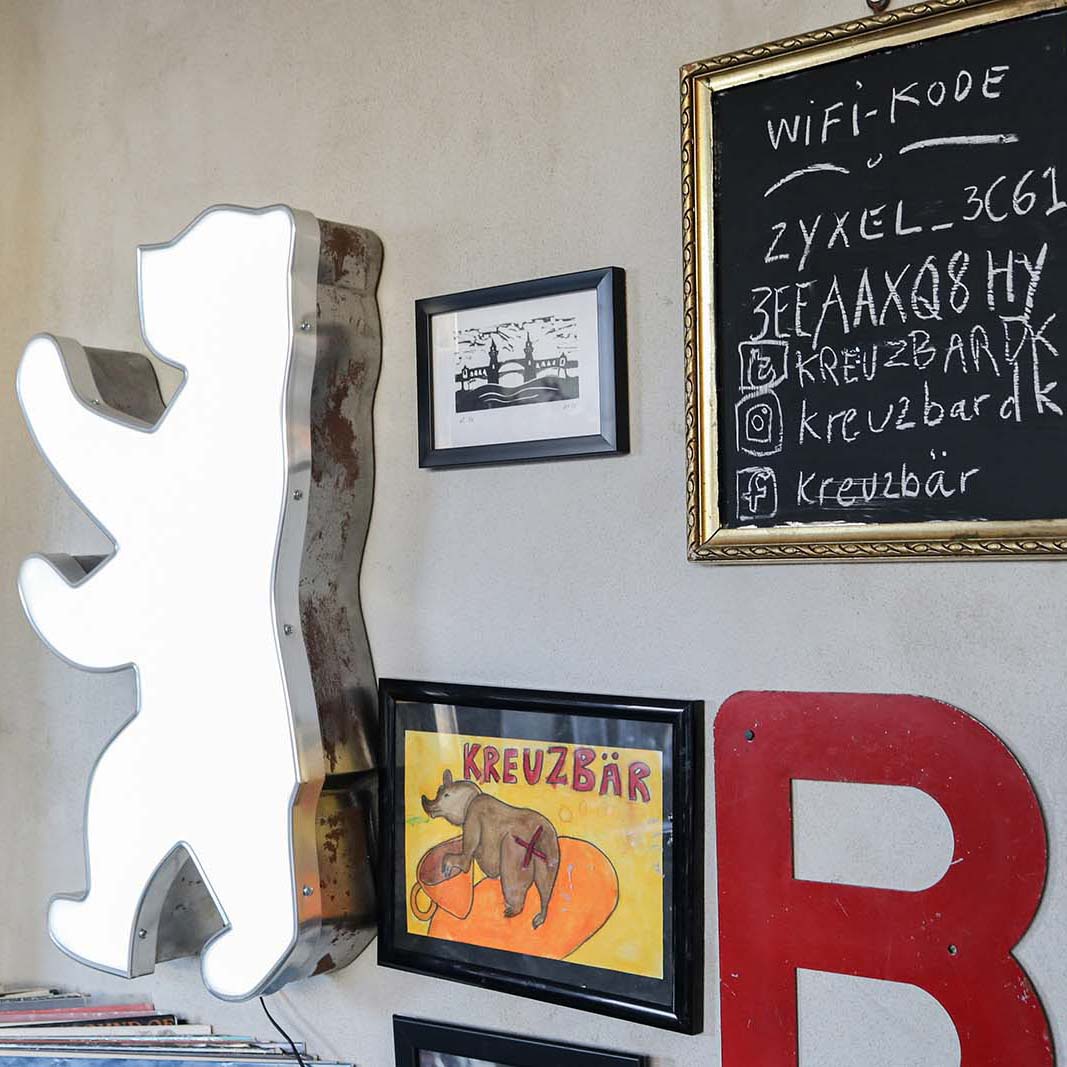 WiFi-KODE
ZYXEL_3C61
3EEAAXQ8HY
KREUZBARDK
kreuzbardk
f kreuzbär
KREUZBÄR
X
B